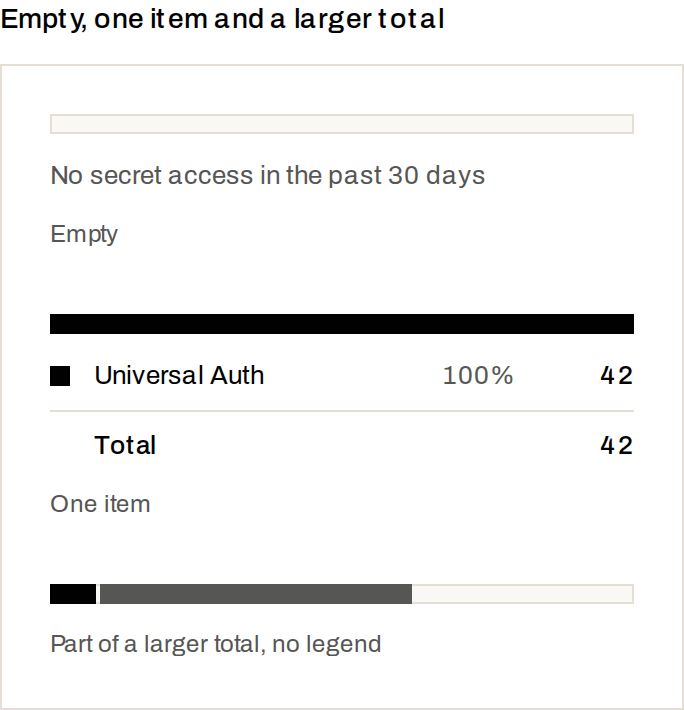 Empty, one item and a larger total
No secret access in the past 30 days
Empty
Universal Auth 100% 42
Total 42
One item
Part of a larger total, no legend